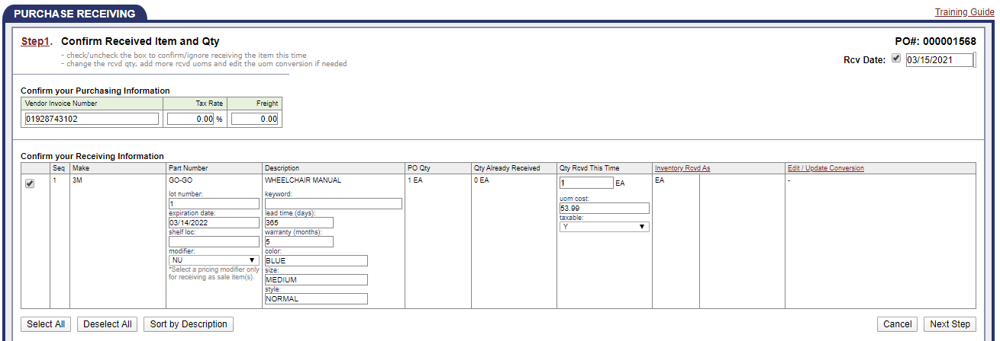 PURCHASE RECEIVING
Training Guide
Step1. Confirm Received Item and Qty
PO#: 000001568
- check/uncheck the box to confirm/ignore receiving the item this time
- change the rcvd qty, add more rcvd uoms and edit the uom conversion if needed
Rcv Date: 03/15/2021
Confirm your Purchasing Information
Vendor Invoice Number Tax Rate Freight
01928743102 0.00 % 0.00
Confirm your Receiving Information
Seq Make Part Number Description PO Qty Qty Already Received Qty Rcvd This Time Inventory Rcvd As Edit / Update Conversion
1 3M GO-GO WHEELCHAIR MANUAL 1 EA 0 EA 1 EA EA -
lot number: keyword: uom cost:
1 53.99
expiration date: lead time (days): taxable:
03/14/2022 365 Y
shelf loc: warranty (months):
5
modifier: color:
NU BLUE
*Select a pricing modifier only size:
for receiving as sale item(s). MEDIUM
style:
NORMAL
Select All Deselect All Sort by Description Cancel Next Step